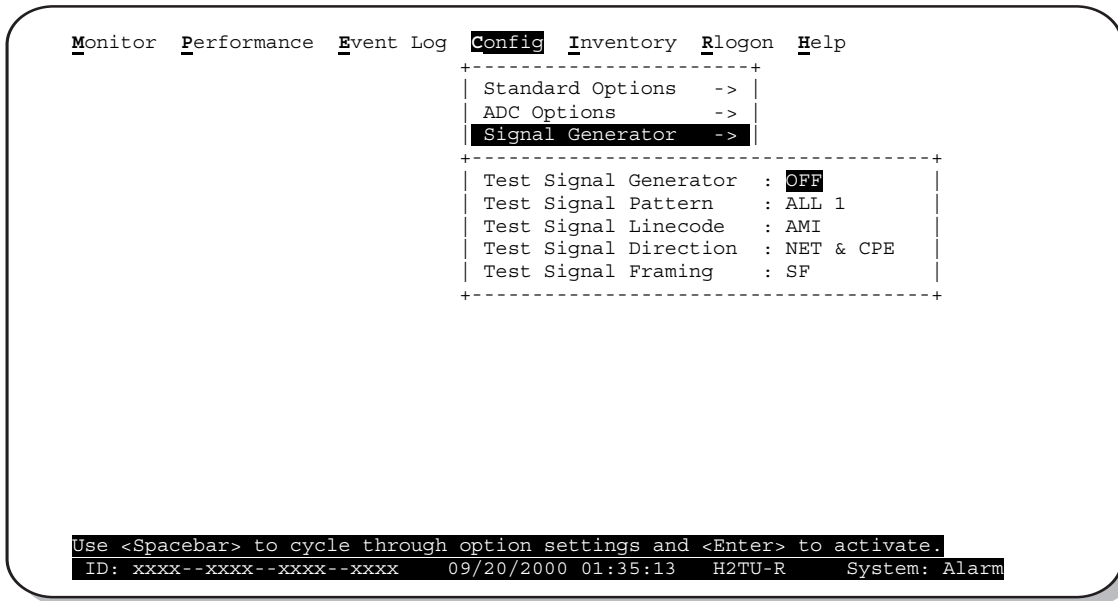 Monitor Performance Event Log Config Inventory Rlogon Help
+-----------------------+
| Standard Options -> |
| ADC Options -> |
| Signal Generator -> |
+--------------------------------------+
| Test Signal Generator : OFF |
| Test Signal Pattern : ALL 1 |
| Test Signal Linecode : AMI |
| Test Signal Direction : NET & CPE |
| Test Signal Framing : SF |
+--------------------------------------+
Use <Spacebar> to cycle through option settings and <Enter> to activate.
ID: xxxx--xxxx--xxxx--xxxx 09/20/2000 01:35:13 H2TU-R System: Alarm